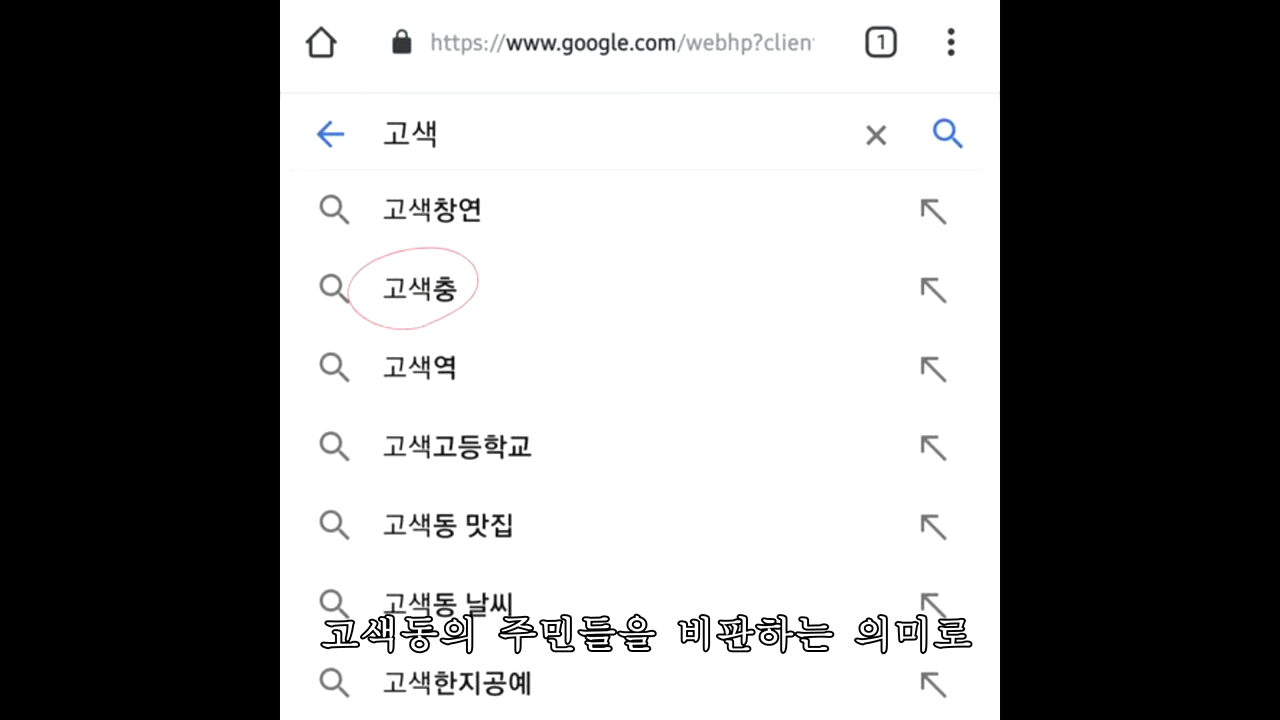 https://www.google.com/webhp?clien
1
고색
고색창연
고색충
고색역
고색고등학교
고색동 맛집
고색동 날씨
고색동의 주민들을 비판하는 의미로
고색한지공예